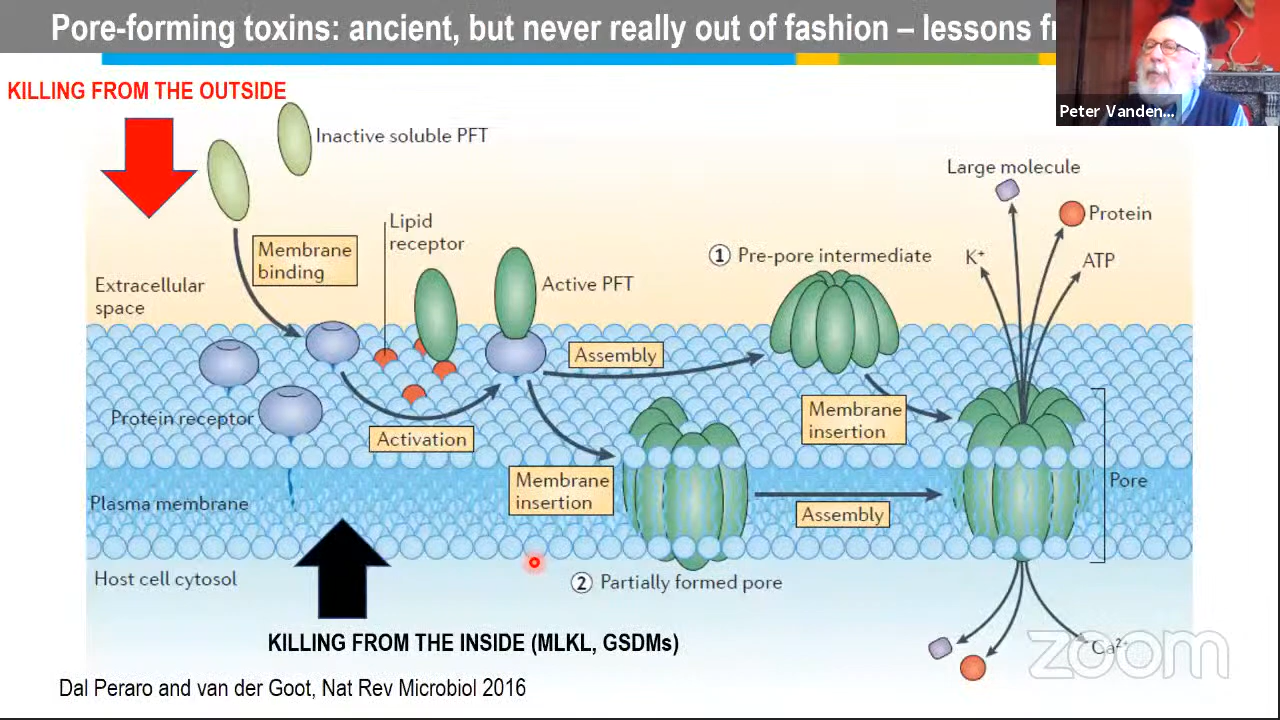 Pore-forming toxins: ancient, but never really out of fashion – lessons
Peter Vanden...
KILLING FROM THE OUTSIDE
Inactive soluble PFT
Large molecule
Lipid
receptor
Protein
Membrane
binding
① Pre-pore intermediate
K⁺
ATP
Extracellular
space
Active PFT
Assembly
Protein receptor
Activation
Membrane
insertion
Membrane
insertion
Pore
Plasma membrane
Assembly
Host cell cytosol
② Partially formed pore
KILLING FROM THE INSIDE (MLKL, GSDMs)
Ca²⁺
zoom
Dal Peraro and van der Goot, Nat Rev Microbiol 2016